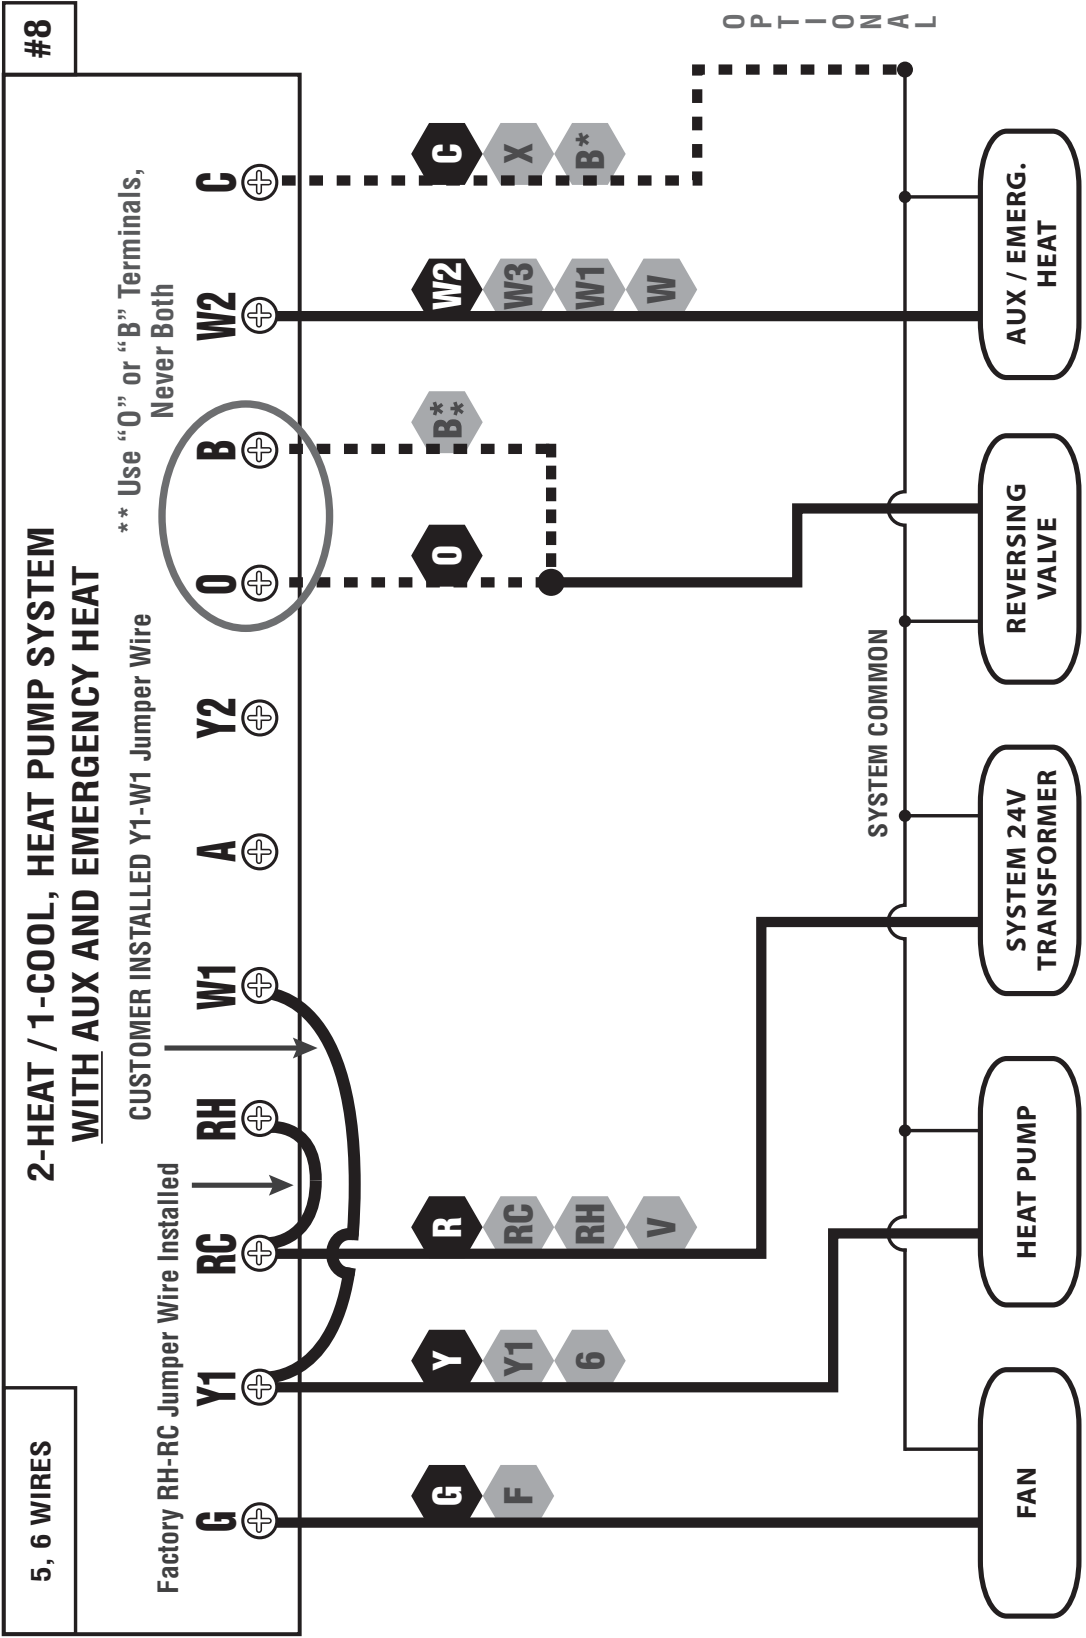 5, 6 WIRES
2-HEAT / 1-COOL, HEAT PUMP SYSTEM
WITH AUX AND EMERGENCY HEAT
#8
Factory RH-RC Jumper Wire Installed
CUSTOMER INSTALLED Y1-W1 Jumper Wire
** Use “O” or “B” Terminals,
Never Both
G Y1 RC RH W1 A Y2 O B W2 C
G
F
Y
Y1
6
R
RC
RH
V
O
B**
W2
W3
W1
W
C
X
B*
OPTIONAL
SYSTEM COMMON
FAN
HEAT PUMP
SYSTEM 24V
TRANSFORMER
REVERSING
VALVE
AUX / EMERG.
HEAT